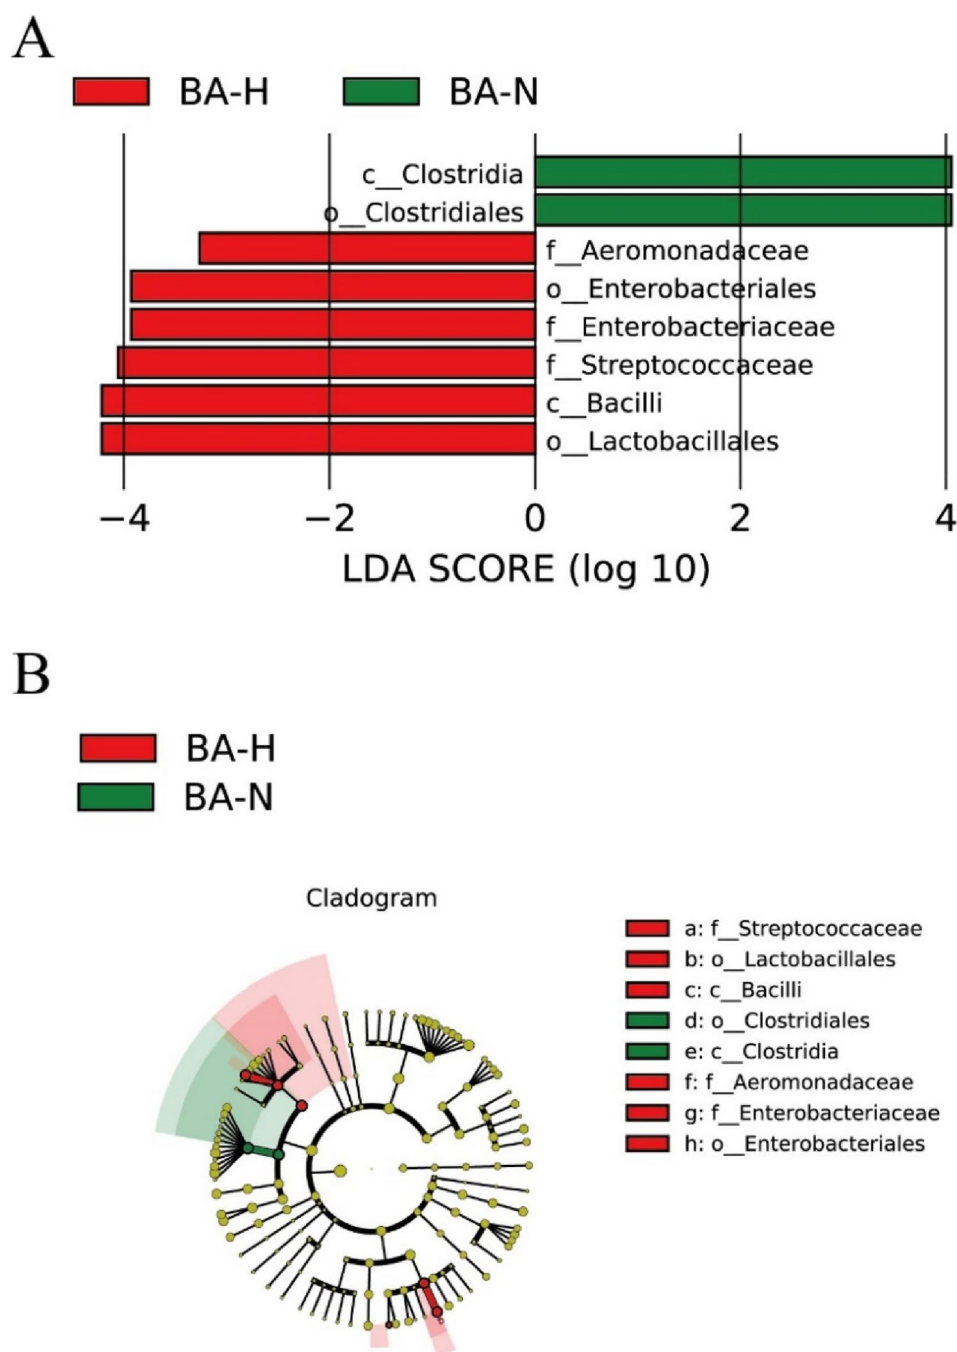 A
BA-H BA-N
c__Clostridia
o__Clostridiales
f__Aeromonadaceae
o__Enterobacteriales
f__Enterobacteriaceae
f__Streptococcaceae
c__Bacilli
o__Lactobacillales
−4 −2 0 2 4
LDA SCORE (log 10)
B
BA-H
BA-N
Cladogram
a: f__Streptococcaceae
b: o__Lactobacillales
c: c__Bacilli
d: o__Clostridiales
e: c__Clostridia
f: f__Aeromonadaceae
g: f__Enterobacteriaceae
h: o__Enterobacteriales